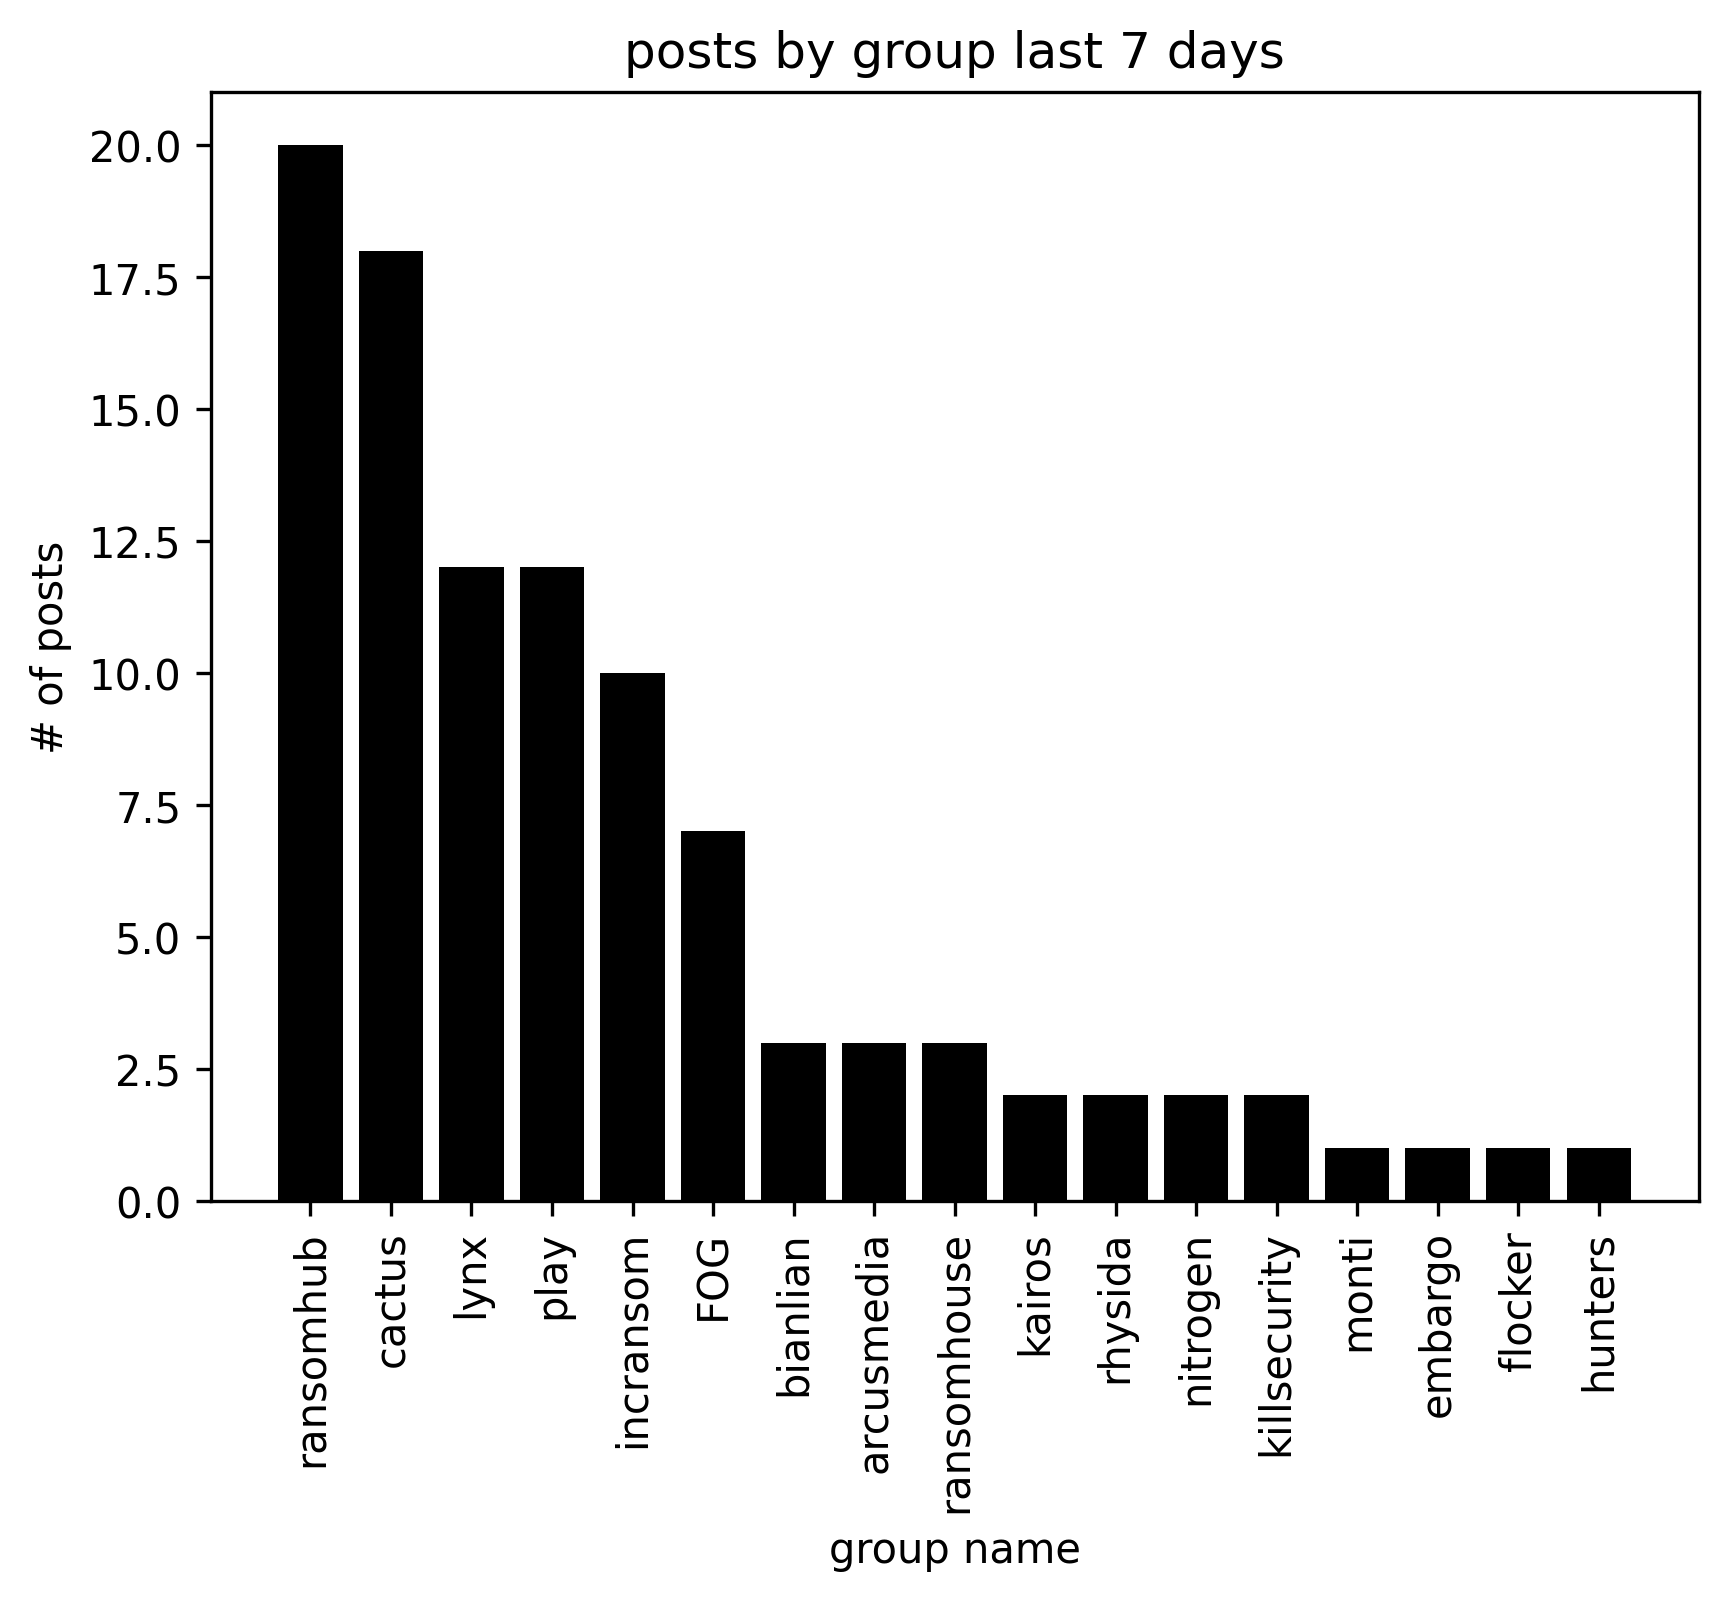 posts by group last 7 days
20.0
17.5
15.0
12.5
10.0
7.5
5.0
2.5
0.0
# of posts
ransomhub
cactus
lynx
play
incransom
FOG
bianlian
arcusmedia
ransomhouse
kairos
rhysida
nitrogen
killsecurity
monti
embargo
flocker
hunters
group name